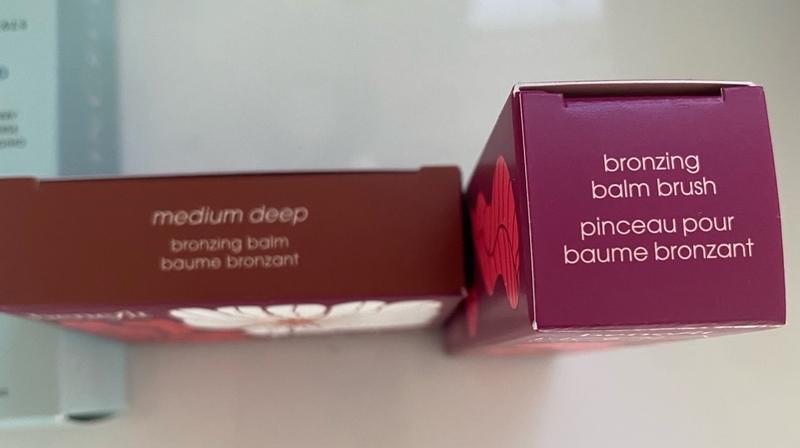 medium deep
bronzing balm
baume bronzant
bronzing
balm brush
pinceau pour
baume bronzant